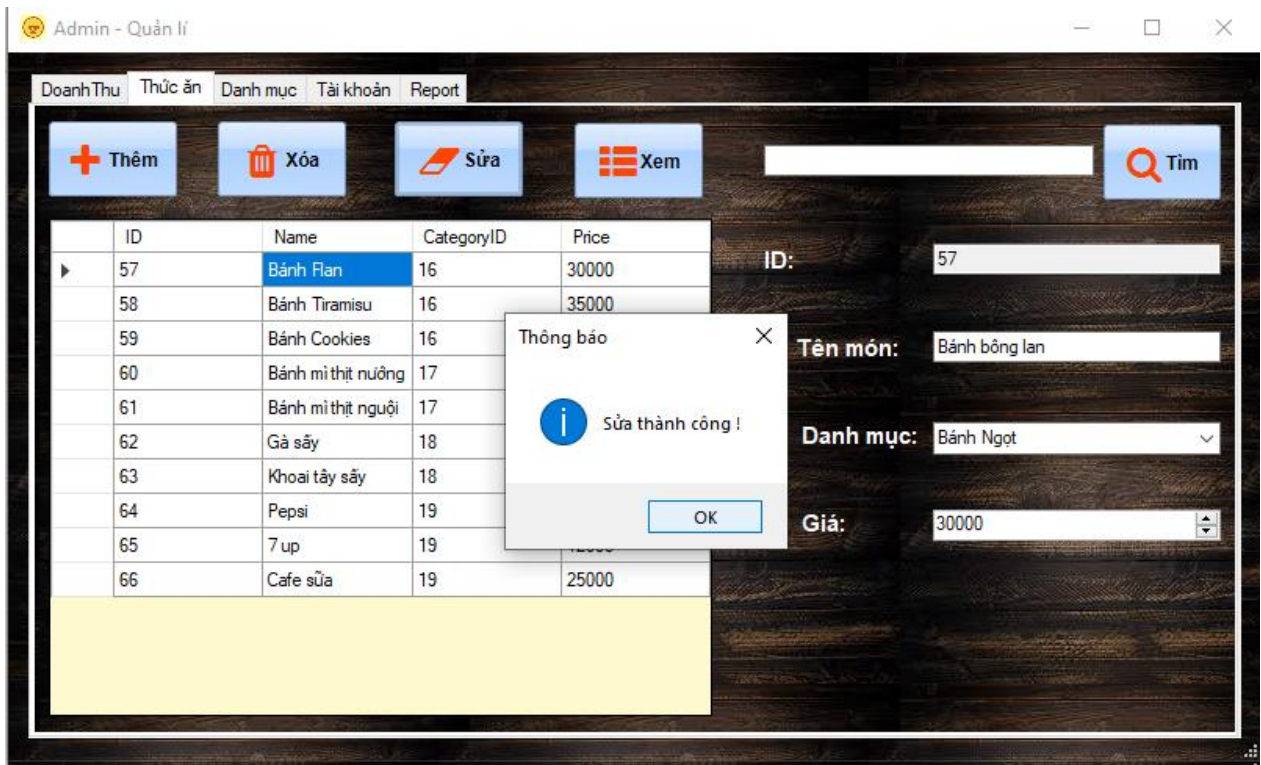 Admin - Quản lí
DoanhThu Thức ăn Danh mục Tài khoản Report
Thêm Xóa Sửa Xem Tìm
ID Name CategoryID Price
57 Bánh Flan 16 30000
58 Bánh Tiramisu 16 35000
59 Bánh Cookies 16
60 Bánh mì thịt nướng 17
61 Bánh mì thịt nguội 17
62 Gà sấy 18
63 Khoai tây sấy 18
64 Pepsi 19
65 7 up 19
66 Cafe sữa 19 25000
ID: 57
Tên món: Bánh bông lan
Danh mục: Bánh Ngọt
Giá: 30000
Thông báo
Sửa thành công !
OK